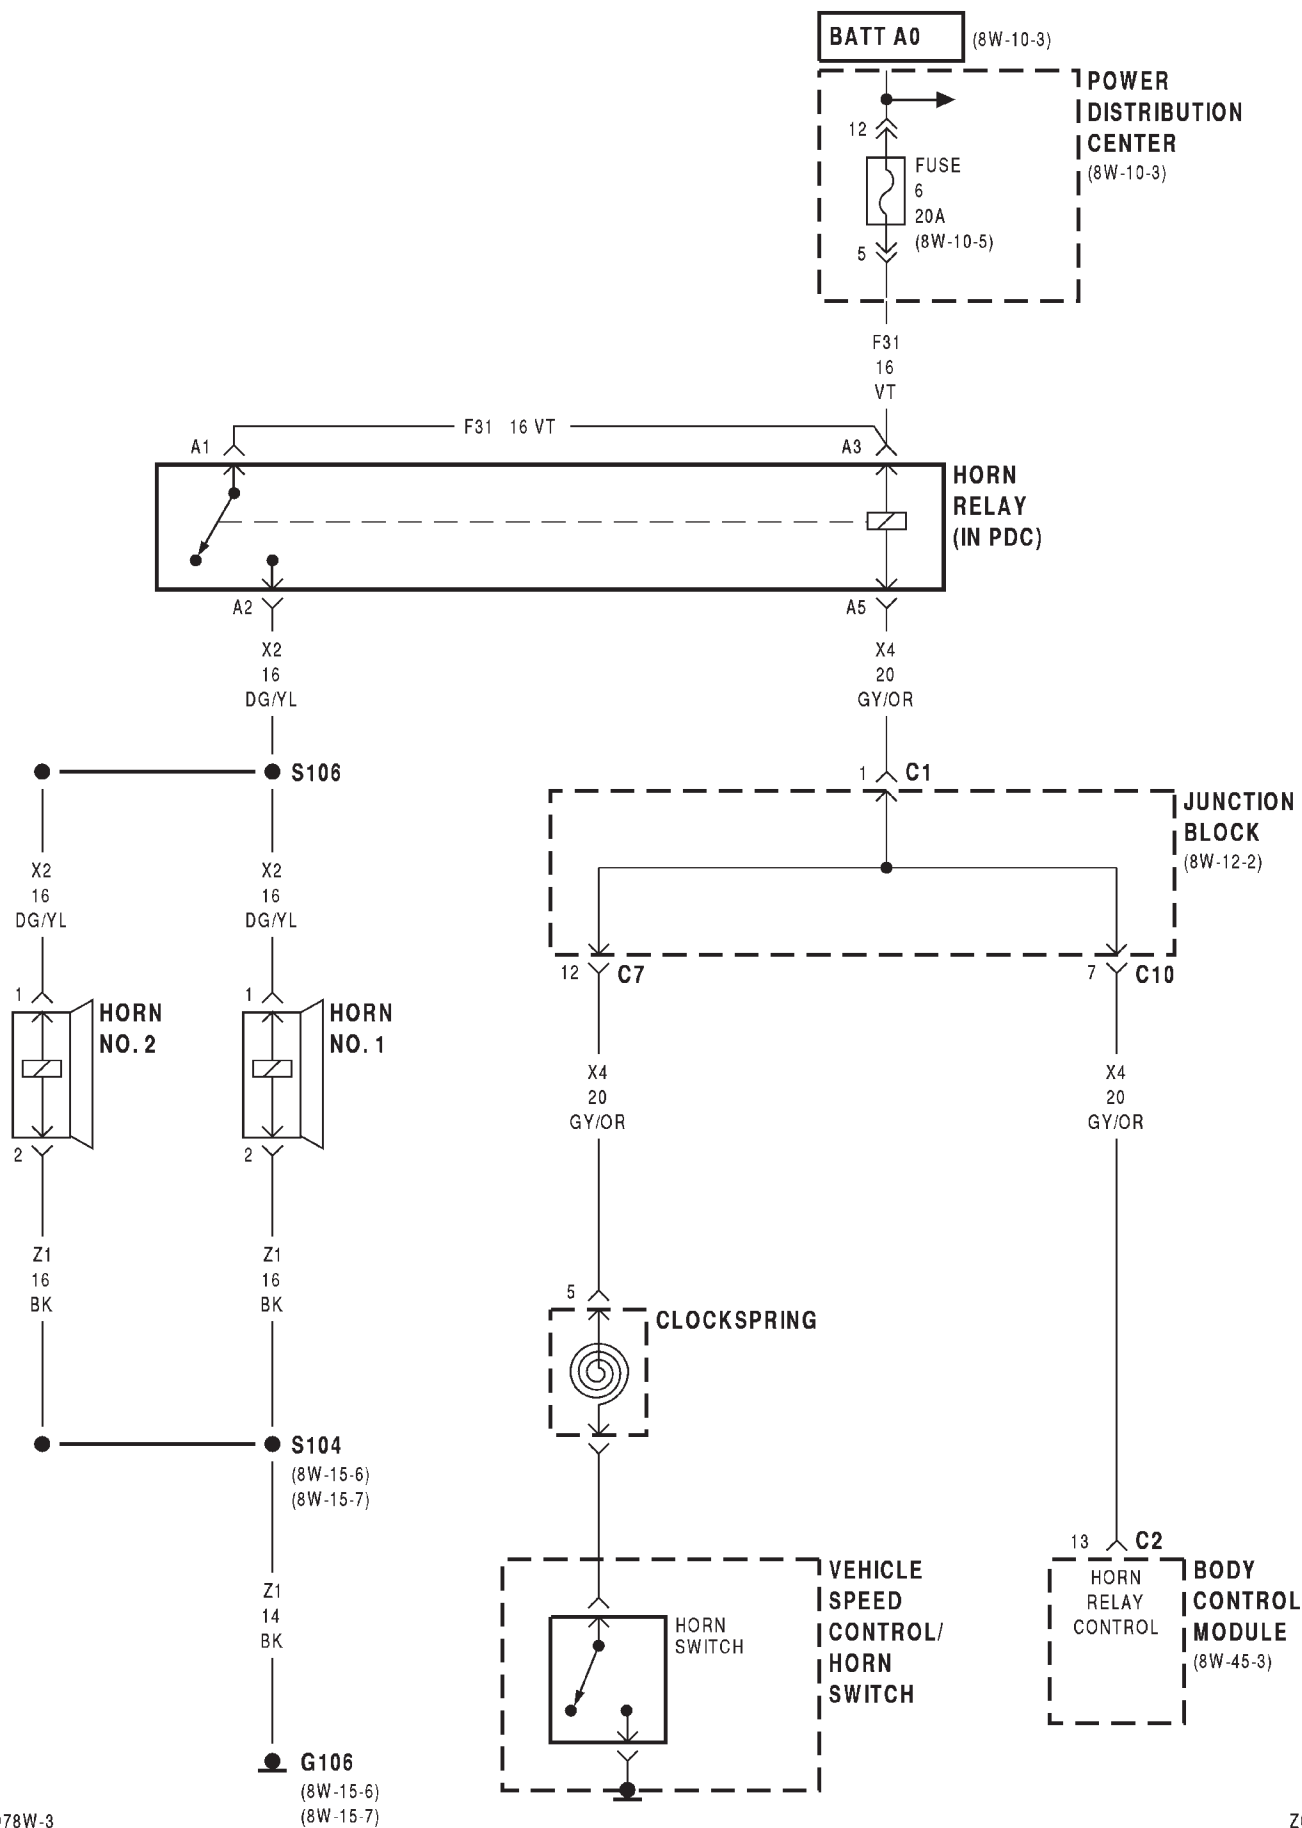 BATT A0
(8W-10-3)
POWER
DISTRIBUTION
CENTER
(8W-10-3)
12
FUSE
6
20A
(8W-10-5)
5
F31
16
VT
F31 16 VT
A1
A3
HORN
RELAY
(IN PDC)
A2
A5
X2
16
DG/YL
X4
20
GY/OR
S106
1
C1
JUNCTION
BLOCK
(8W-12-2)
X2
16
DG/YL
X2
16
DG/YL
12
C7
7
C10
1
HORN
NO. 2
1
HORN
NO. 1
X4
20
GY/OR
X4
20
GY/OR
2
2
Z1
16
BK
Z1
16
BK
5
CLOCKSPRING
S104
(8W-15-6)
(8W-15-7)
13
C2
HORN
RELAY
CONTROL
BODY
CONTROL
MODULE
(8W-45-3)
VEHICLE
SPEED
CONTROL/
HORN
SWITCH
HORN
SWITCH
Z1
14
BK
G106
(8W-15-6)
(8W-15-7)
78W-3